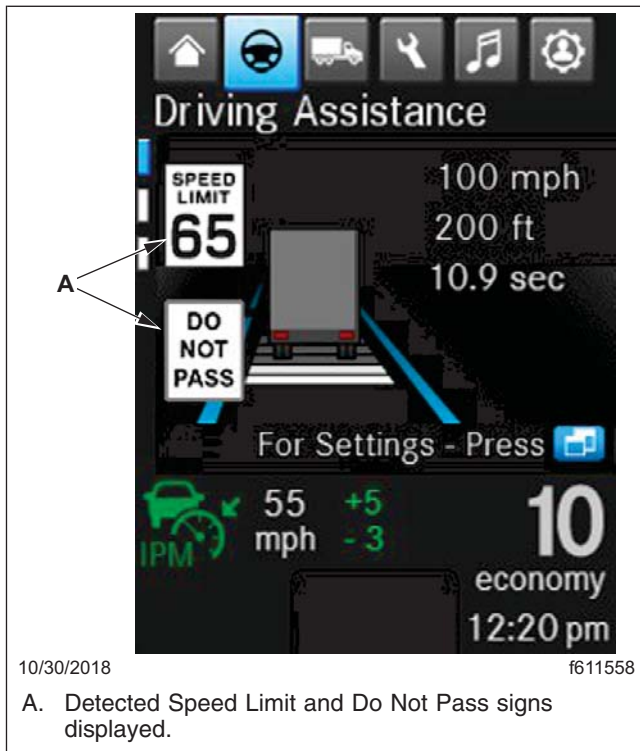 Driving Assistance
SPEED
LIMIT
65
100 mph
200 ft
10.9 sec
A
DO
NOT
PASS
For Settings - Press
IPM
55
mph
+5
- 3
10
economy
12:20 pm
10/30/2018
f611558
A. Detected Speed Limit and Do Not Pass signs
displayed.